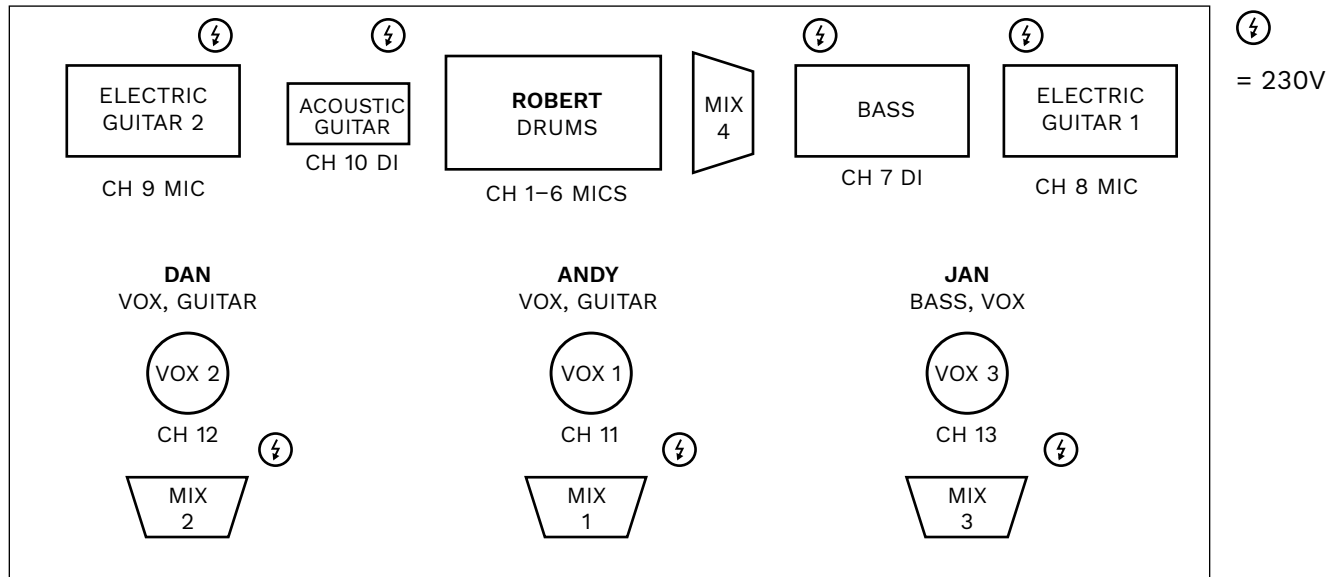 ELECTRIC
GUITAR 2
CH 9 MIC
ACOUSTIC
GUITAR
CH 10 DI
ROBERT
DRUMS
CH 1–6 MICS
MIX
4
BASS
CH 7 DI
ELECTRIC
GUITAR 1
CH 8 MIC
= 230V
DAN
VOX, GUITAR
VOX 2
CH 12
MIX
2
ANDY
VOX, GUITAR
VOX 1
CH 11
MIX
1
JAN
BASS, VOX
VOX 3
CH 13
MIX
3